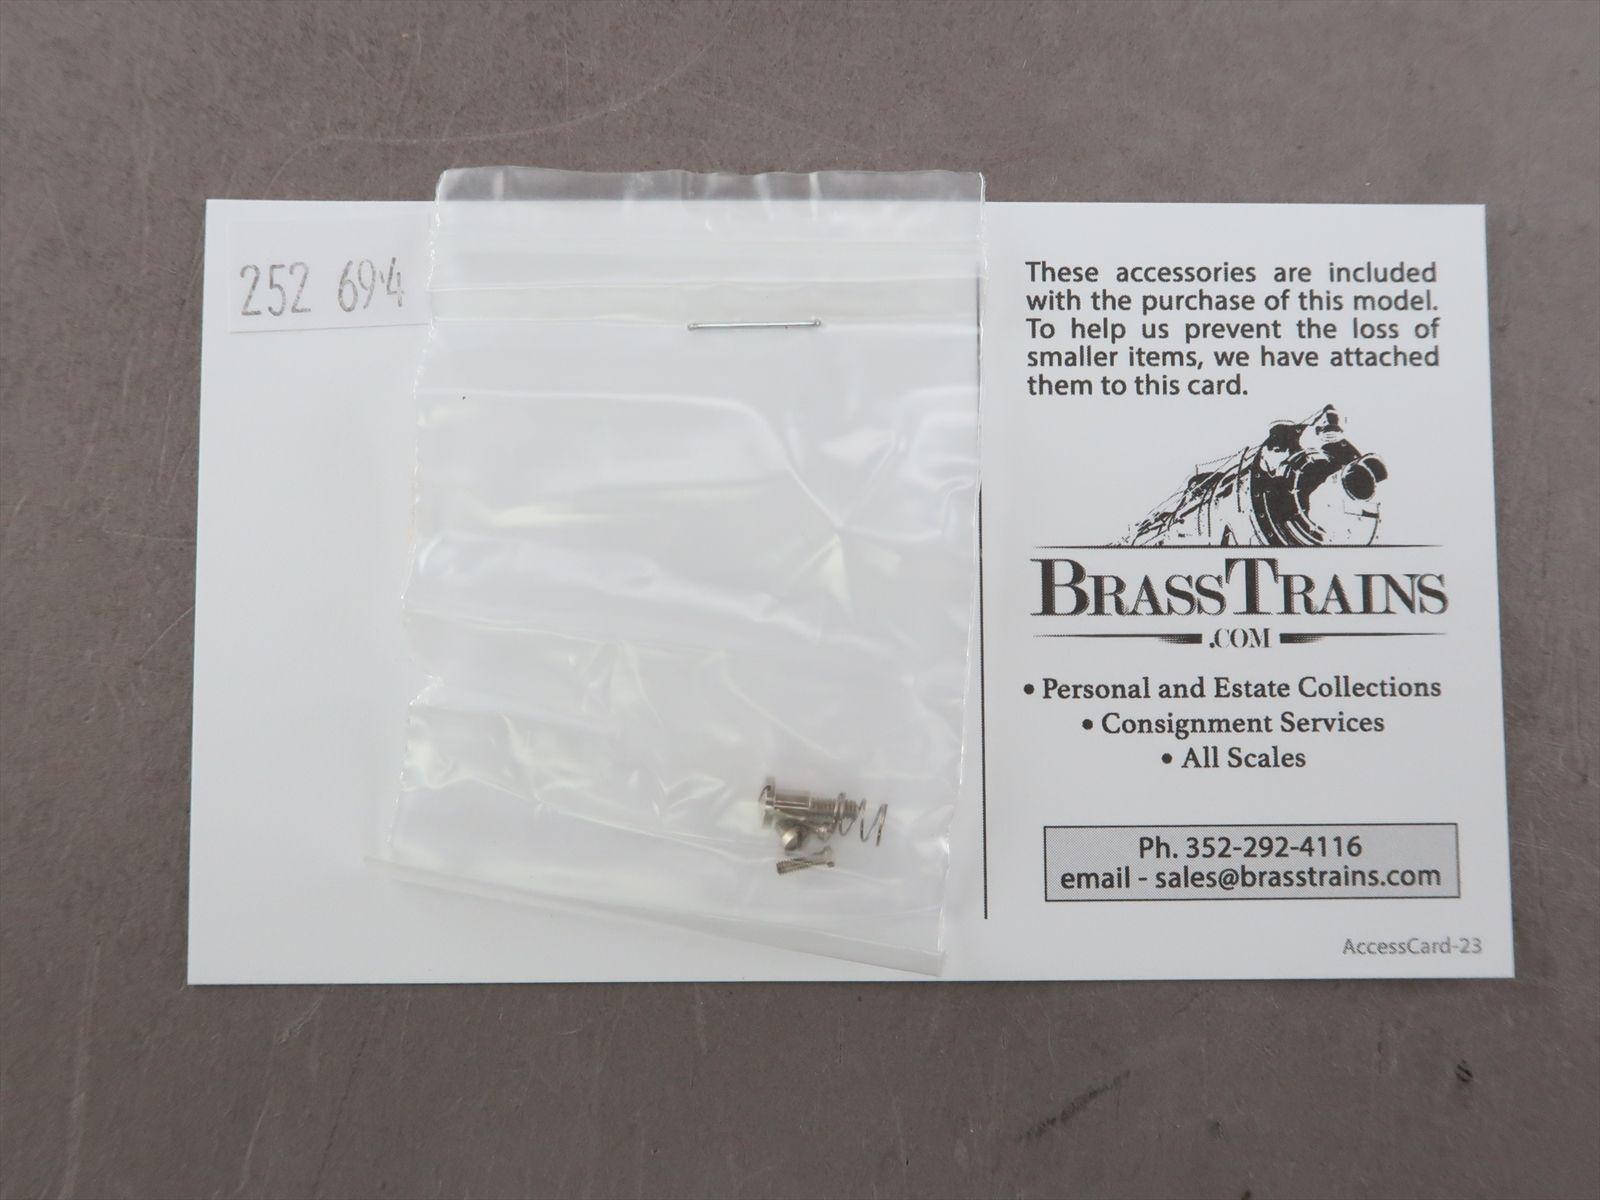 252 694
These accessories are included
with the purchase of this model.
To help us prevent the loss of
smaller items, we have attached
them to this card.
BRASSTRAINS
.COM
• Personal and Estate Collections
• Consignment Services
• All Scales
Ph. 352-292-4116
email - sales@brasstrains.com
AccessCard-23